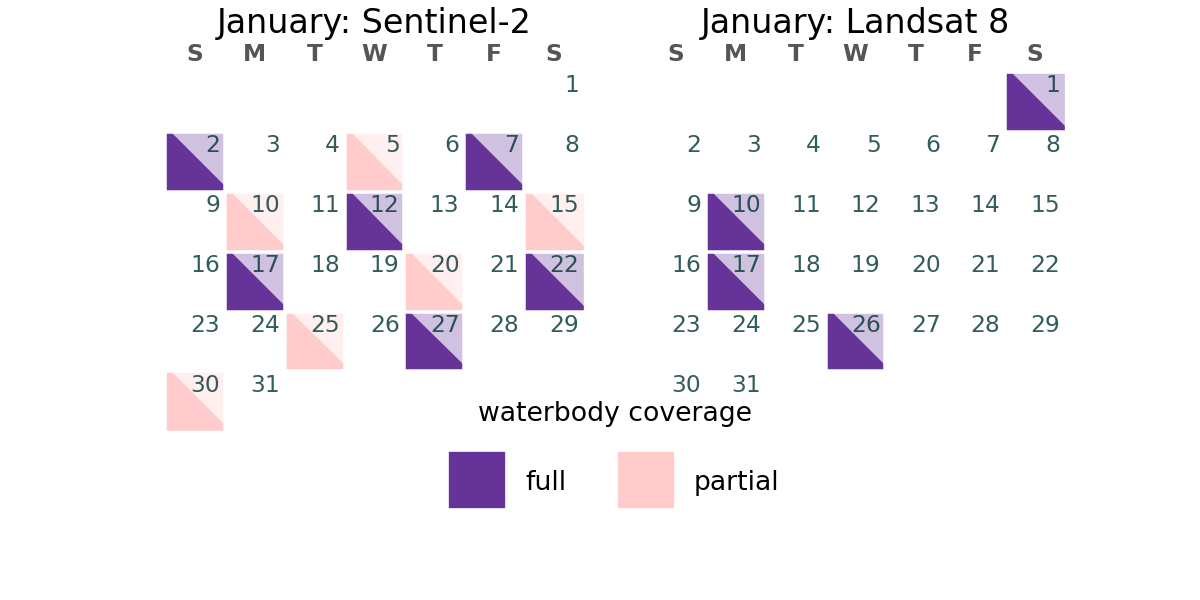 January: Sentinel-2
S M T W T F S
1
2 3 4 5 6 7 8
9 10 11 12 13 14 15
16 17 18 19 20 21 22
23 24 25 26 27 28 29
30 31
January: Landsat 8
S M T W T F S
1
2 3 4 5 6 7 8
9 10 11 12 13 14 15
16 17 18 19 20 21 22
23 24 25 26 27 28 29
30 31
waterbody coverage
full partial